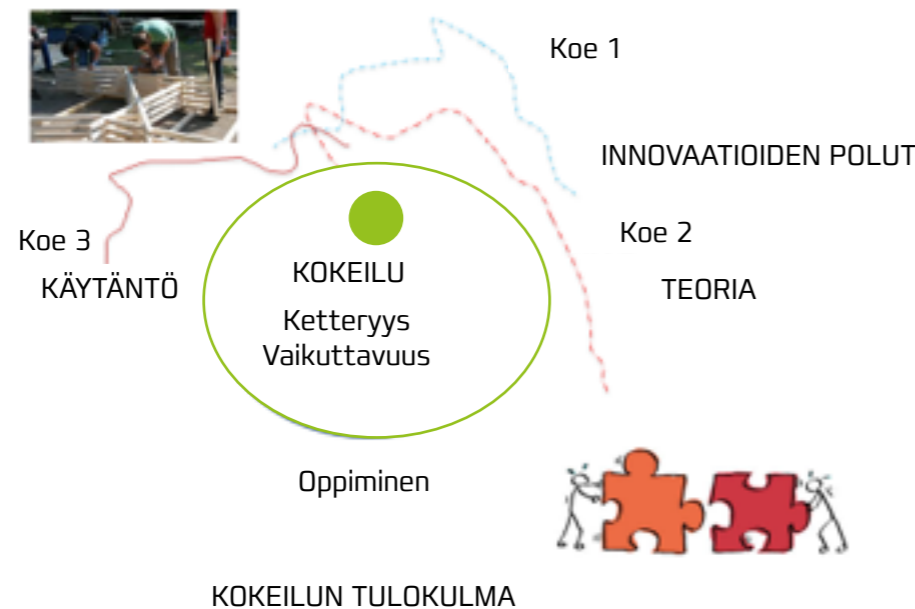 Koe 1
INNOVAATIOIDEN POLUT
Koe 2
Koe 3
KÄYTÄNTÖ
KOKEILU
TEORIA
Ketteryys
Vaikuttavuus
Oppiminen
KOKEILUN TULOKULMA